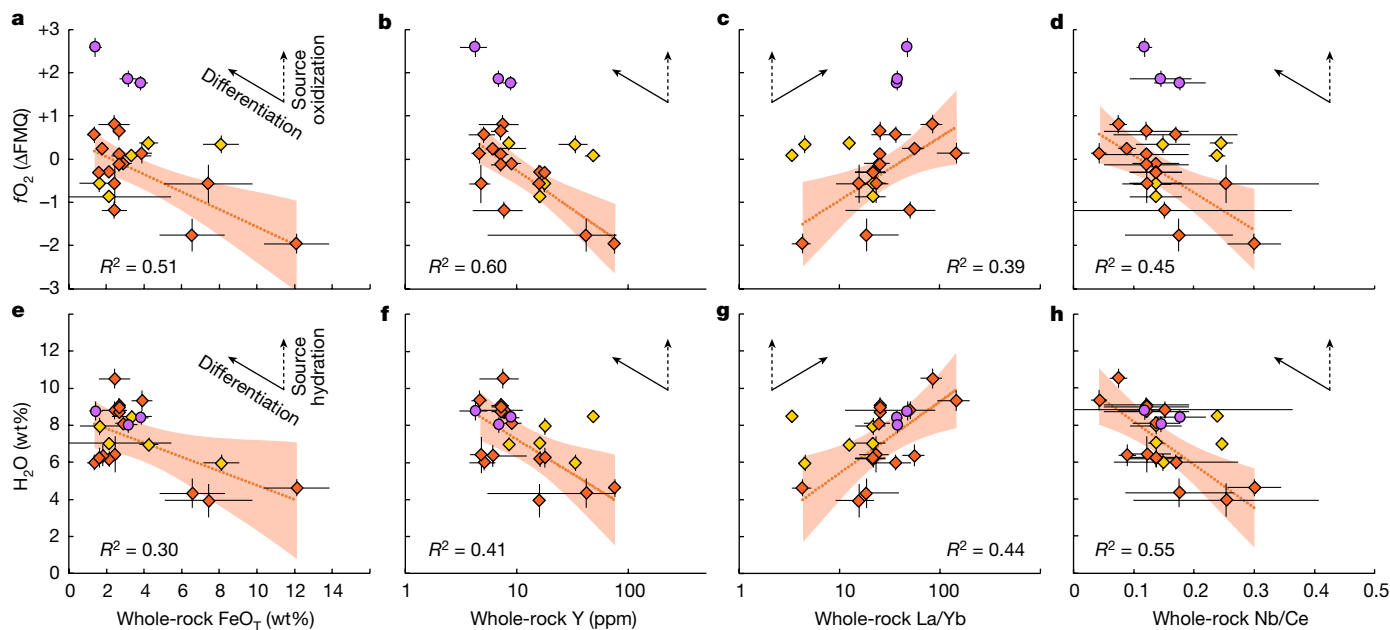 a
b
c
d
fO2 (ΔFMQ)
+3
+2
+1
0
−1
−2
−3
Differentiation
Source oxidization
R2 = 0.51
R2 = 0.60
R2 = 0.39
R2 = 0.45
e
f
g
h
H2O (wt%)
14
12
10
8
6
4
2
0
Differentiation
Source hydration
R2 = 0.30
R2 = 0.41
R2 = 0.44
R2 = 0.55
0 2 4 6 8 10 12 14
1 10 100
1 10 100
0 0.1 0.2 0.3 0.4 0.5
Whole-rock FeOT (wt%)
Whole-rock Y (ppm)
Whole-rock La/Yb
Whole-rock Nb/Ce